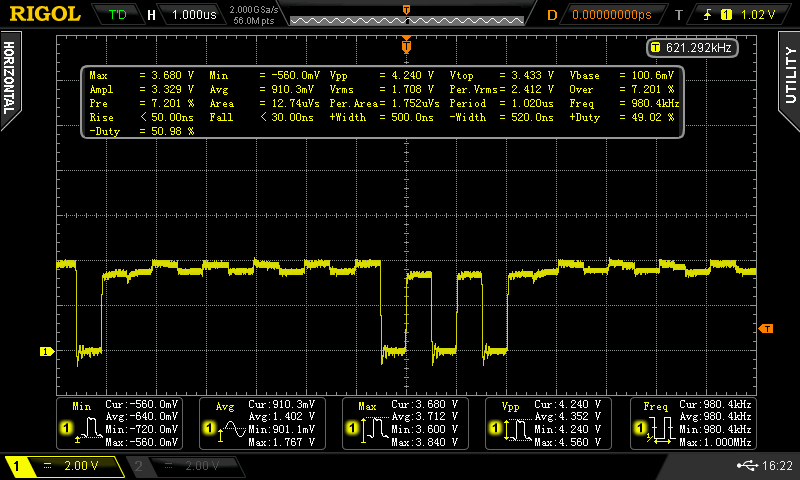 RIGOL T'D H 1.000us 2.000GSa/s 56.0M pts D 0.00000000ps T 1 1.02 V
HORIZONTAL
UTILITY
T 621.292kHz
Max = 3.680 V Min = -560.0mV Vpp = 4.240 V Vtop = 3.433 V Vbase = 100.6mV
Ampl = 3.329 V Avg = 910.3mV Vrms = 1.708 V Per.Vrms= 2.412 V Over = 7.201 %
Pre = 7.201 % Area = 12.74uVs Per.Area= 1.752uVs Period = 1.020us Freq = 980.4kHz
Rise < 50.00ns Fall < 30.00ns +Width = 500.0ns -Width = 520.0ns +Duty = 49.02 %
-Duty = 50.98 %
T
1
T
Min Cur:-560.0mV Avg:-640.0mV Min:-720.0mV Max:-560.0mV
1
Avg Cur:910.3mV Avg:1.402 V Min:901.1mV Max:1.767 V
1
Max Cur:3.680 V Avg:3.712 V Min:3.600 V Max:3.840 V
1
Vpp Cur:4.240 V Avg:4.352 V Min:4.240 V Max:4.560 V
1
Freq Cur:980.4kHz Avg:980.4kHz Min:980.4kHz Max:1.000MHz
1
1 = 2.00 V 2 = 2.00 V 16:22